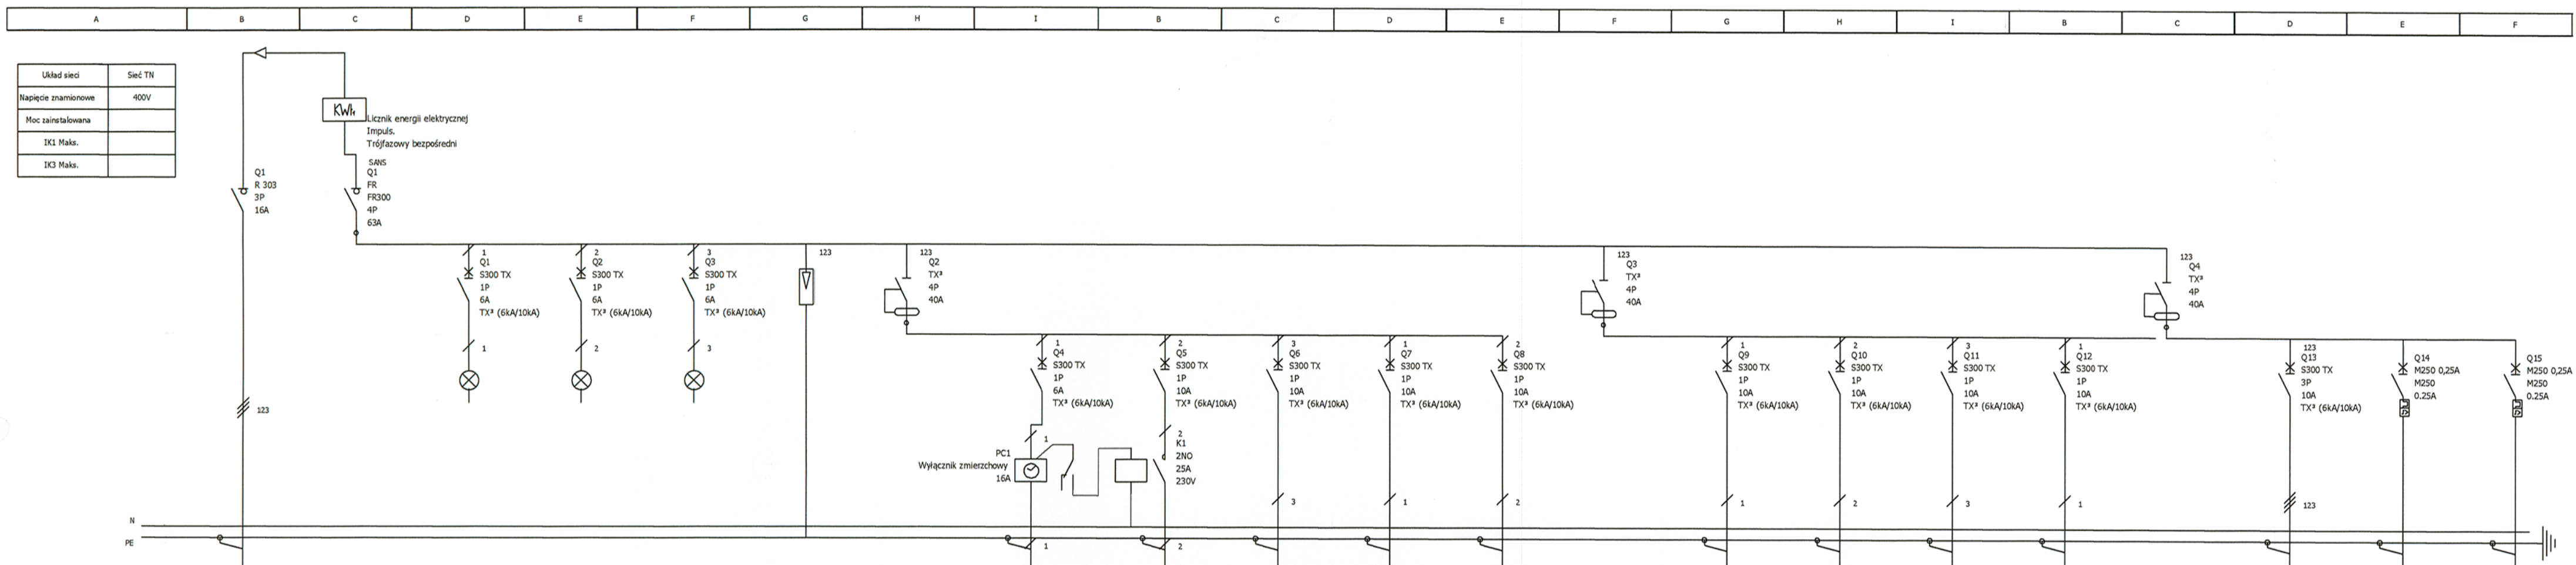 A B C D E F G H I B C D E F G H I B C D E F
Układ sieci Sieć TN
Napięcie znamionowe 400V
Moc zainstalowana
IK1 Maks.
IK3 Maks.
KWh
Licznik energii elektrycznej
Impuls.
Trójfazowy bezpośredni
Q1
R 303
3P
16A
123
SANS
Q1
FR
FR300
4P
63A
1
Q1
S300 TX
1P
6A
TX³ (6kA/10kA)
1
2
Q2
S300 TX
1P
6A
TX³ (6kA/10kA)
2
3
Q3
S300 TX
1P
6A
TX³ (6kA/10kA)
3
123
123
Q2
TX³
4P
40A
1
Q4
S300 TX
1P
6A
TX³ (6kA/10kA)
1
PC1
Wyłącznik zmierzchowy
16A
2
Q5
S300 TX
1P
10A
TX³ (6kA/10kA)
2
K1
2NO
25A
230V
3
Q6
S300 TX
1P
10A
TX³ (6kA/10kA)
3
1
Q7
S300 TX
1P
10A
TX³ (6kA/10kA)
1
2
Q8
S300 TX
1P
10A
TX³ (6kA/10kA)
2
123
Q3
TX³
4P
40A
1
Q9
S300 TX
1P
10A
TX³ (6kA/10kA)
1
2
Q10
S300 TX
1P
10A
TX³ (6kA/10kA)
2
3
Q11
S300 TX
1P
10A
TX³ (6kA/10kA)
3
1
Q12
S300 TX
1P
10A
TX³ (6kA/10kA)
1
123
Q4
TX³
4P
40A
123
Q13
S300 TX
3P
10A
TX³ (6kA/10kA)
123
Q14
M250 0,25A
M250
0.25A
Q15
M250 0,25A
M250
0.25A
N
PE
1
2